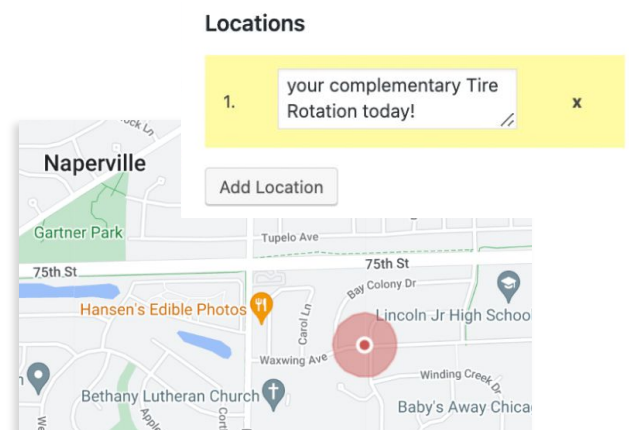 Locations
1.
your complementary Tire
Rotation today!
x
Add Location
Naperville
Gartner Park
Tupelo Ave
75th St
75th St
Bay Colony Dr
Hansen's Edible Photos
Carol Ln
Lincoln Jr High Schoo
Waxwing Ave
Winding Creek Dr
Bethany Lutheran Church
Baby's Away Chica